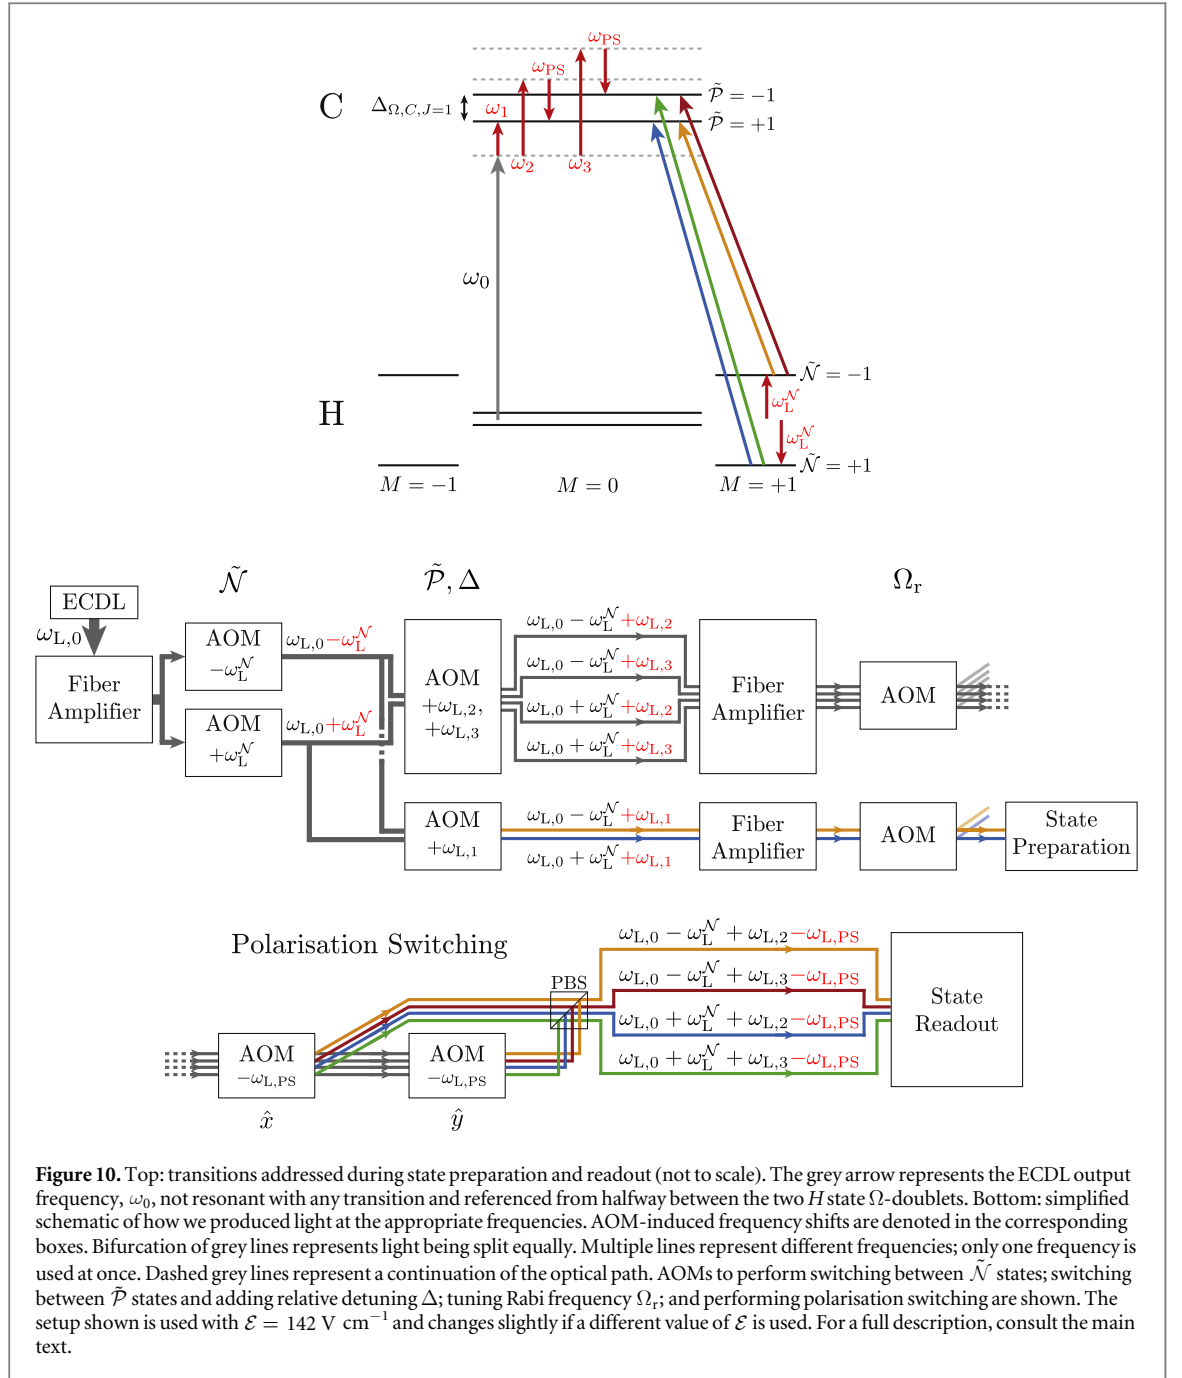 ω_PS
ω_PS
C
Δ_Ω,C,J=1
ω_1
𝒫̃ = −1
𝒫̃ = +1
ω_2
ω_3
ω_0
H
𝒩̃ = −1
ω_L^𝒩
ω_L^𝒩
𝒩̃ = +1
M = −1
M = 0
M = +1
𝒩̃
𝒫̃, Δ
Ω_r
ECDL
ω_L,0
Fiber
Amplifier
AOM
−ω_L^𝒩
ω_L,0−ω_L^𝒩
AOM
+ω_L^𝒩
ω_L,0+ω_L^𝒩
AOM
+ω_L,2,
+ω_L,3
ω_L,0 − ω_L^𝒩+ω_L,2
ω_L,0 − ω_L^𝒩+ω_L,3
ω_L,0 + ω_L^𝒩+ω_L,2
ω_L,0 + ω_L^𝒩+ω_L,3
Fiber
Amplifier
AOM
AOM
+ω_L,1
ω_L,0 − ω_L^𝒩+ω_L,1
ω_L,0 + ω_L^𝒩+ω_L,1
Fiber
Amplifier
AOM
State
Preparation
Polarisation Switching
AOM
−ω_L,PS
x̂
AOM
−ω_L,PS
ŷ
PBS
ω_L,0 − ω_L^𝒩 + ω_L,2−ω_L,PS
ω_L,0 − ω_L^𝒩 + ω_L,3−ω_L,PS
ω_L,0 + ω_L^𝒩 + ω_L,2−ω_L,PS
ω_L,0 + ω_L^𝒩 + ω_L,3−ω_L,PS
State
Readout
Figure 10. Top: transitions addressed during state preparation and readout (not to scale). The grey arrow represents the ECDL output
frequency, ω_0, not resonant with any transition and referenced from halfway between the two H state Ω-doublets. Bottom: simplified
schematic of how we produced light at the appropriate frequencies. AOM-induced frequency shifts are denoted in the corresponding
boxes. Bifurcation of grey lines represents light being split equally. Multiple lines represent different frequencies; only one frequency is
used at once. Dashed grey lines represent a continuation of the optical path. AOMs to perform switching between 𝒩̃ states; switching
between 𝒫̃ states and adding relative detuning Δ; tuning Rabi frequency Ω_r; and performing polarisation switching are shown. The
setup shown is used with ℰ = 142 V cm⁻¹ and changes slightly if a different value of ℰ is used. For a full description, consult the main
text.